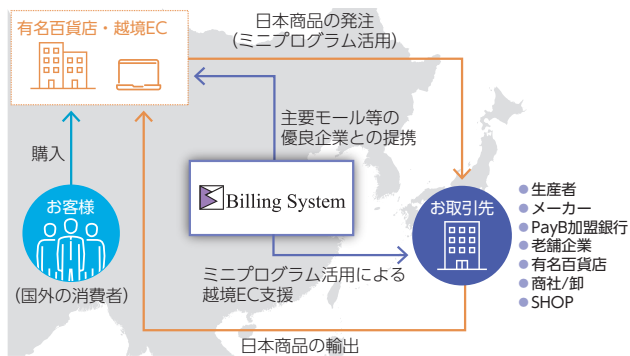 日本商品の発注
(ミニプログラム活用)
有名百貨店・越境EC
主要モール等の
優良企業との提携
購入
Billing System
お客様
(国外の消費者)
お取引先
生産者
メーカー
PayB加盟銀行
老舗企業
有名百貨店
商社/卸
SHOP
ミニプログラム活用による
越境EC支援
日本商品の輸出